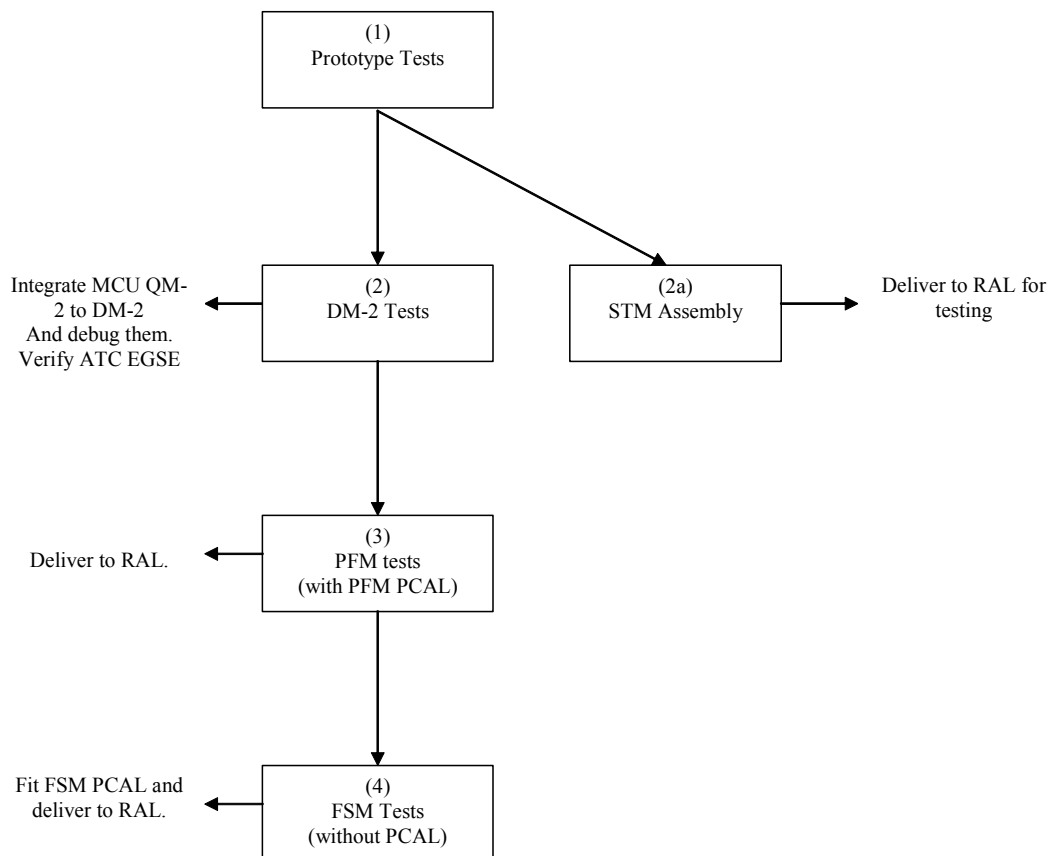 (1)
Prototype Tests
Integrate MCU QM-
2 to DM-2
And debug them.
Verify ATC EGSE
(2)
DM-2 Tests
(2a)
STM Assembly
Deliver to RAL for
testing
Deliver to RAL.
(3)
PFM tests
(with PFM PCAL)
Fit FSM PCAL and
deliver to RAL.
(4)
FSM Tests
(without PCAL)